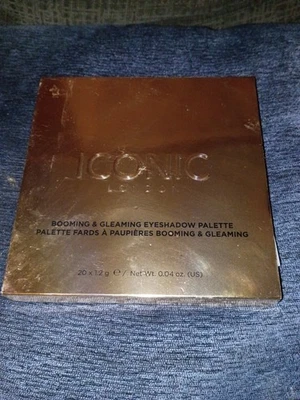 ICONIC
LONDON
BOOMING & GLEAMING EYESHADOW PALETTE
PALETTE FARDS À PAUPIÈRES BOOMING & GLEAMING
20 x 1.2 g ℮ / Net Wt. 0.04 oz. (US)